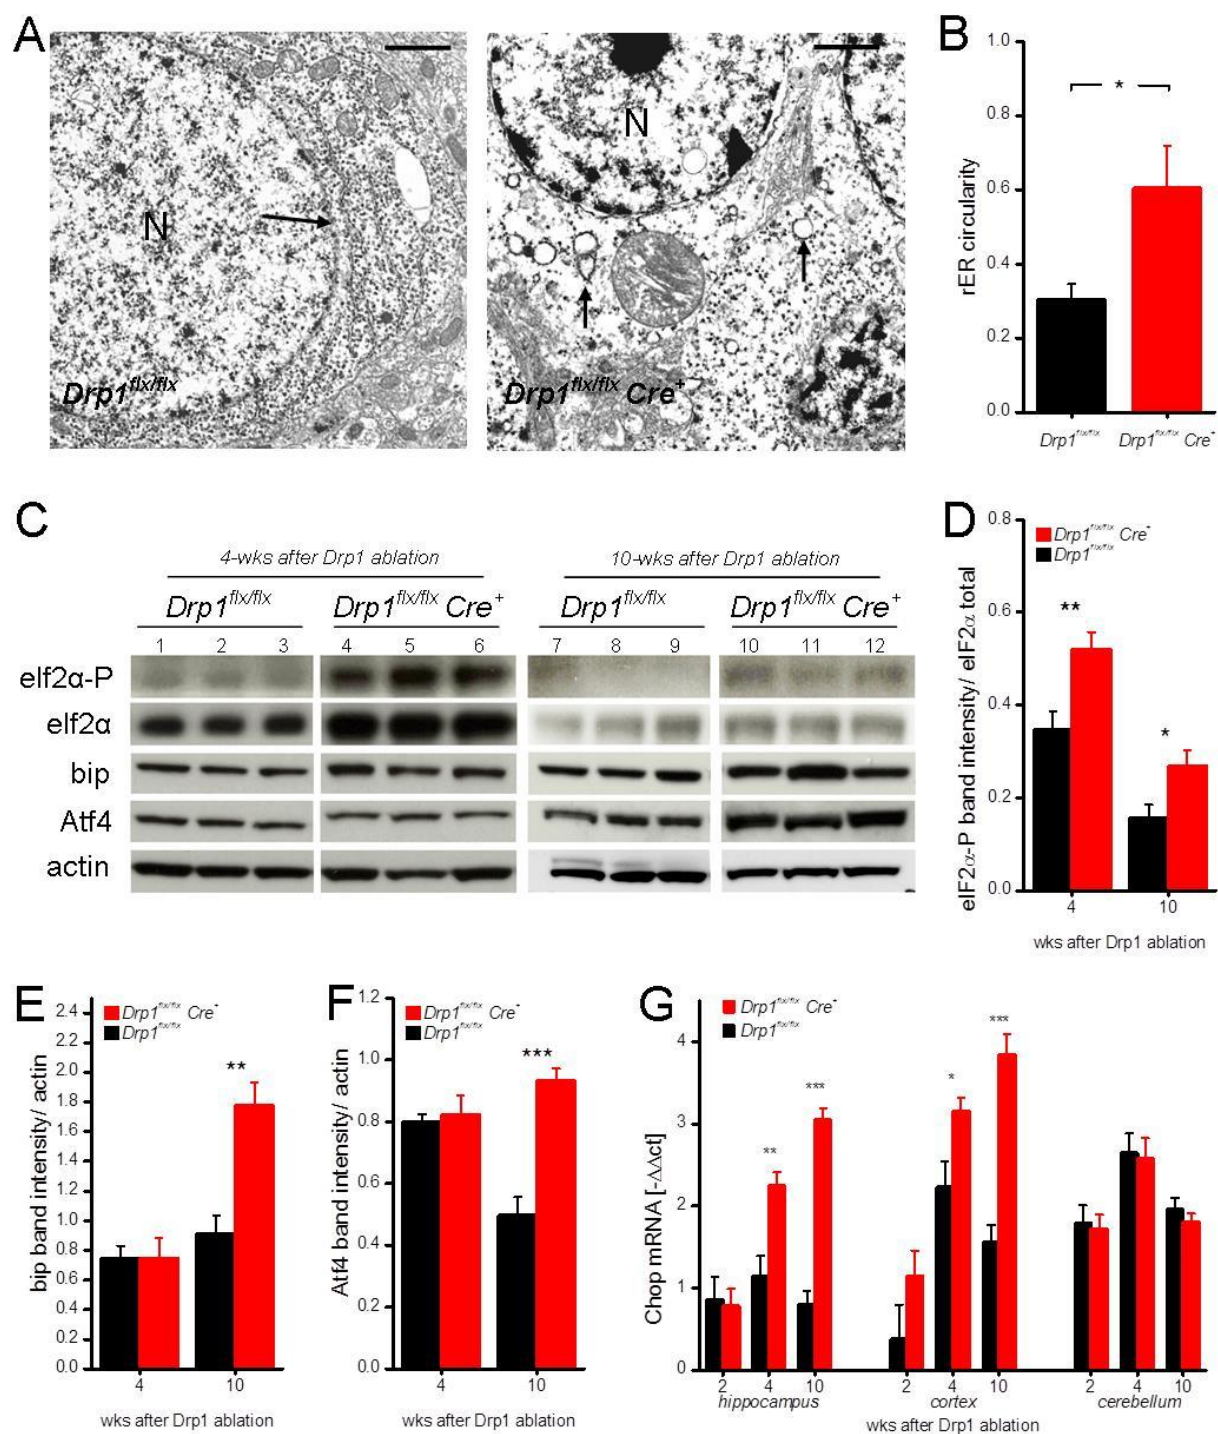 A
N
Drp1flx/flx
N
Drp1flx/flx Cre+
B
1.0
0.8
0.6
0.4
0.2
0.0
rER circularity
*
Drp1flx/flx Drp1flx/flx Cre+
C
4-wks after Drp1 ablation 10-wks after Drp1 ablation
Drp1flx/flx Drp1flx/flx Cre+ Drp1flx/flx Drp1flx/flx Cre+
1 2 3 4 5 6 7 8 9 10 11 12
eIf2α-P
eIf2α
bip
Atf4
actin
D
Drp1flx/flx Cre+
Drp1flx/flx
0.8
0.6
0.4
0.2
0.0
eIF2α-P band intensity/ eIF2α total
**
*
4 10
wks after Drp1 ablation
E
Drp1flx/flx Cre+
Drp1flx/flx
2.4
2.2
2.0
1.8
1.6
1.4
1.2
1.0
0.8
0.6
0.4
0.2
0.0
bip band intensity/ actin
**
4 10
wks after Drp1 ablation
F
Drp1flx/flx Cre+
Drp1flx/flx
1.2
1.0
0.8
0.6
0.4
0.2
0.0
Atf4 band intensity/ actin
***
4 10
wks after Drp1 ablation
G
Drp1flx/flx Cre+
Drp1flx/flx
4
3
2
1
0
Chop mRNA [-ΔΔct]
** *** * ***
2 4 10 2 4 10 2 4 10
hippocampus cortex cerebellum
wks after Drp1 ablation